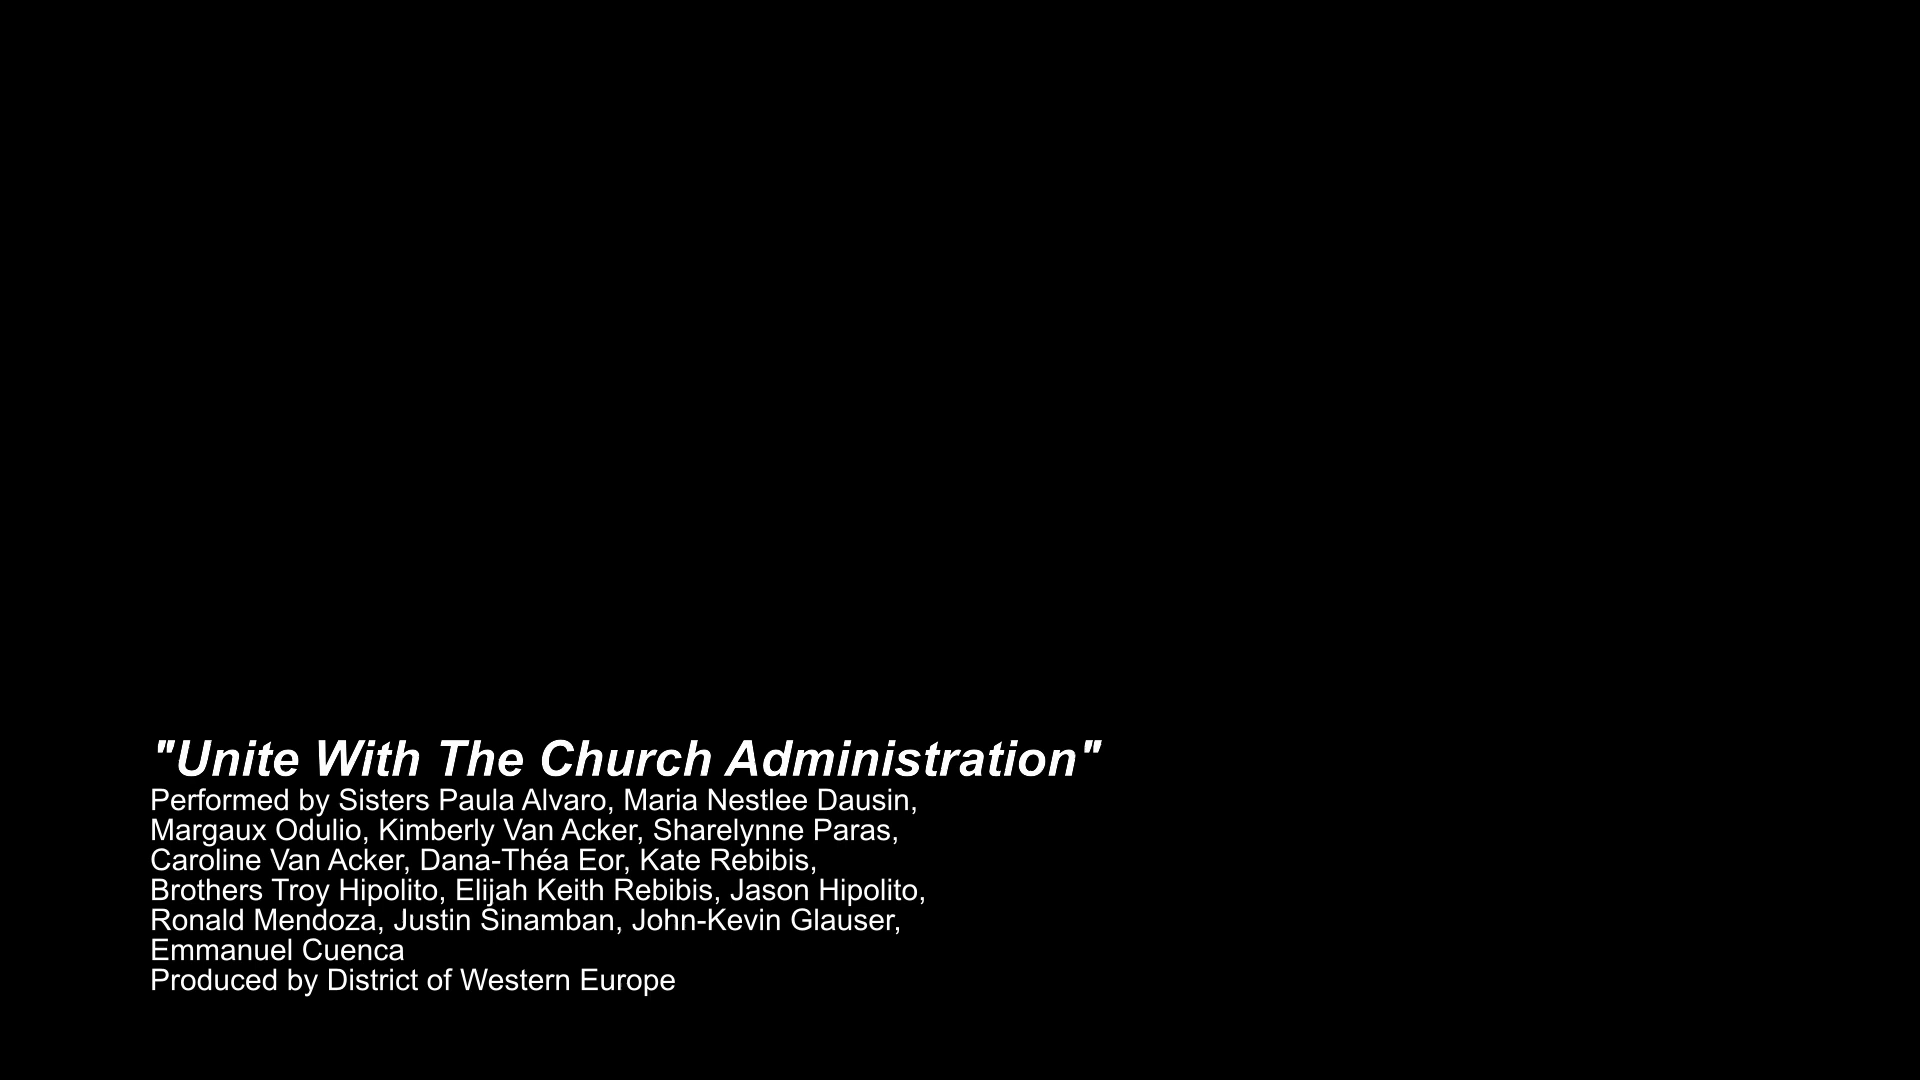 "Unite With The Church Administration"
Performed by Sisters Paula Alvaro, Maria Nestlee Dausin,
Margaux Odulio, Kimberly Van Acker, Sharelynne Paras,
Caroline Van Acker, Dana-Théa Eor, Kate Rebibis,
Brothers Troy Hipolito, Elijah Keith Rebibis, Jason Hipolito,
Ronald Mendoza, Justin Sinamban, John-Kevin Glauser,
Emmanuel Cuenca
Produced by District of Western Europe